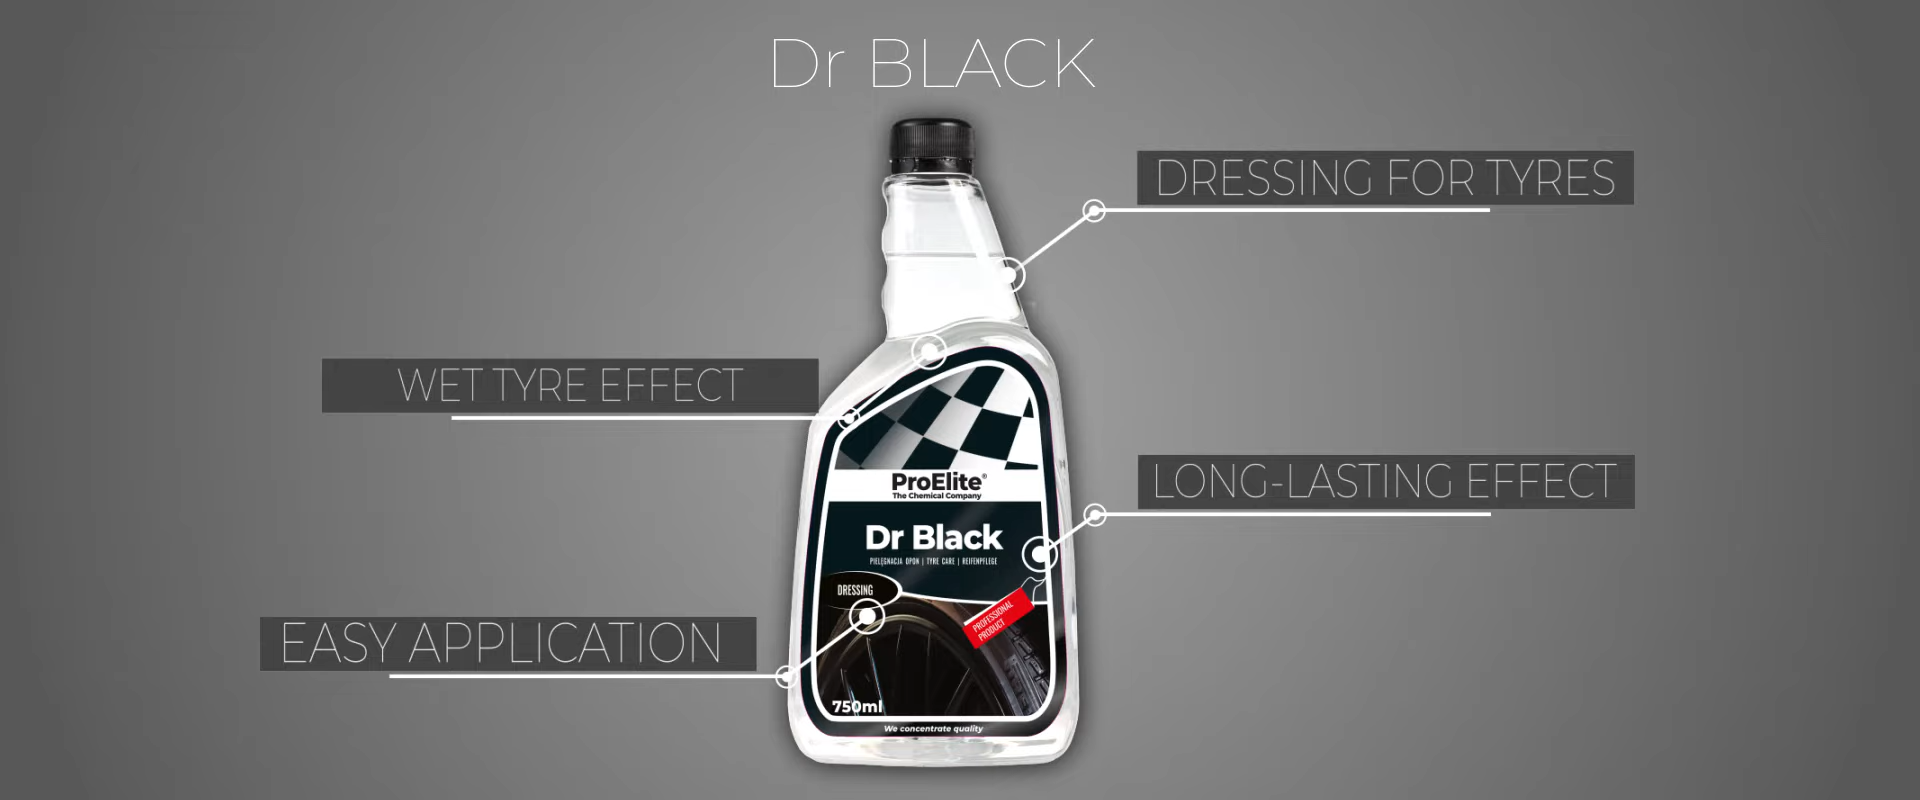 Dr BLACK
DRESSING FOR TYRES
WET TYRE EFFECT
LONG-LASTING EFFECT
EASY APPLICATION
ProElite®
The Chemical Company
Dr Black
PIELĘGNACJA OPON | TYRE CARE | REIFENPFLEGE
DRESSING
PROFESSIONAL
PRODUCT
750ml
We concentrate quality